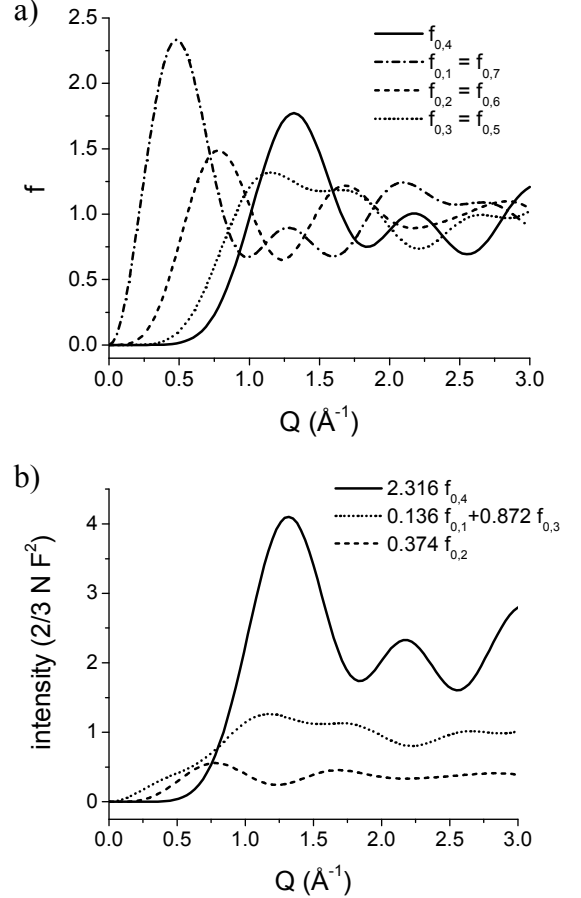 a)
f₀,₄
f₀,₁ = f₀,₇
f₀,₂ = f₀,₆
f₀,₃ = f₀,₅
2.5
2.0
1.5
1.0
0.5
0.0
f
0.0 0.5 1.0 1.5 2.0 2.5 3.0
Q (Å⁻¹)
b)
2.316 f₀,₄
0.136 f₀,₁+0.872 f₀,₃
0.374 f₀,₂
4
3
2
1
0
intensity (2/3 N F²)
0.0 0.5 1.0 1.5 2.0 2.5 3.0
Q (Å⁻¹)